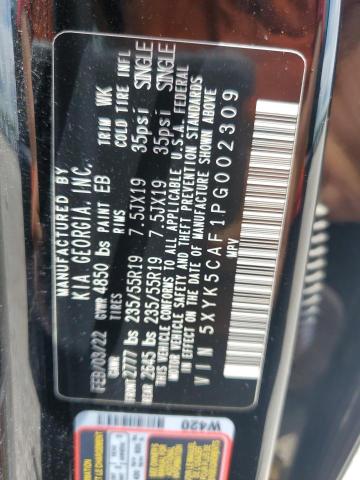 MANUFACTURED BY
KIA GEORGIA, INC.
FEB/03/22 GVWR 4850 lbs PAINT EB TRIM WK
GAWR TIRES RIMS COLD TIRE INFL
FRONT 2777 lbs 235/55R19 7.5JX19 35psi SINGLE
REAR 2645 lbs 235/55R19 7.5JX19 35psi SINGLE
THIS VEHICLE CONFORMS TO ALL APPLICABLE U.S.A. FEDERAL
MOTOR VEHICLE SAFETY AND THEFT PREVENTION STANDARDS
IN EFFECT ON THE DATE OF MANUFACTURE SHOWN ABOVE
VIN 5XYK5CAF1PG002309
MPV
W420